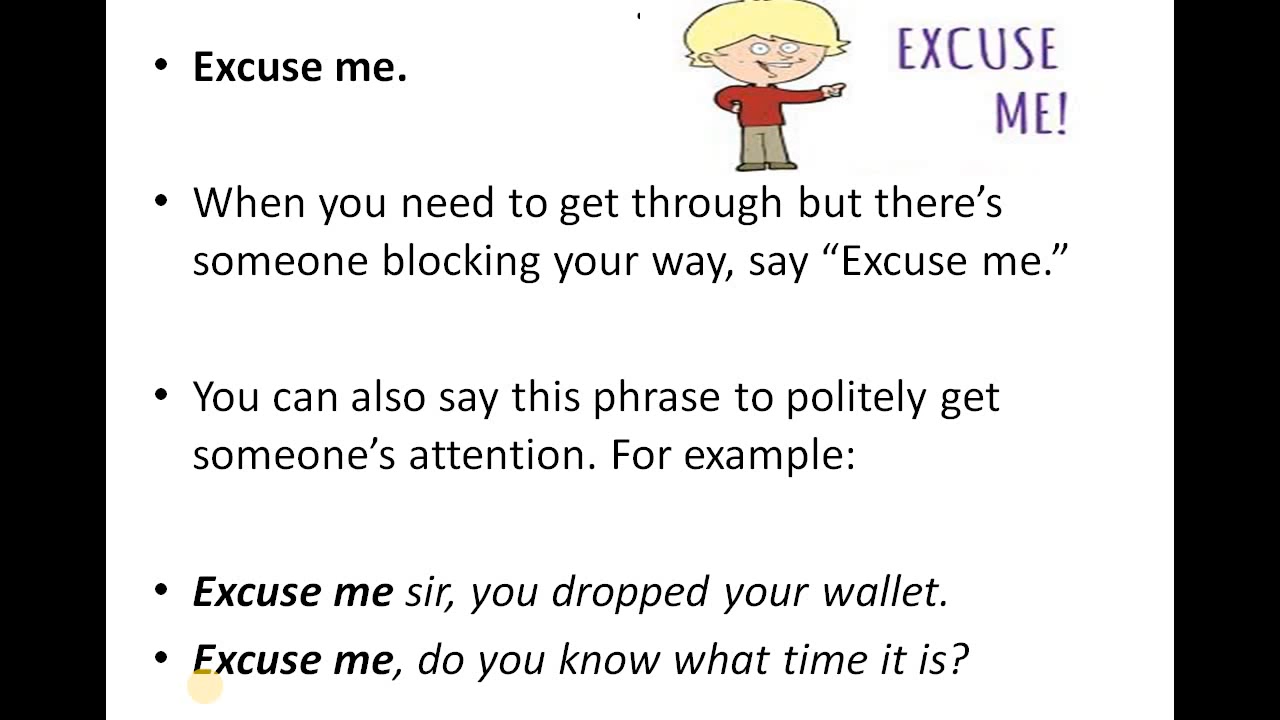 • Excuse me.
EXCUSE
ME!
• When you need to get through but there’s
someone blocking your way, say “Excuse me.”
• You can also say this phrase to politely get
someone’s attention. For example:
• Excuse me sir, you dropped your wallet.
• Excuse me, do you know what time it is?